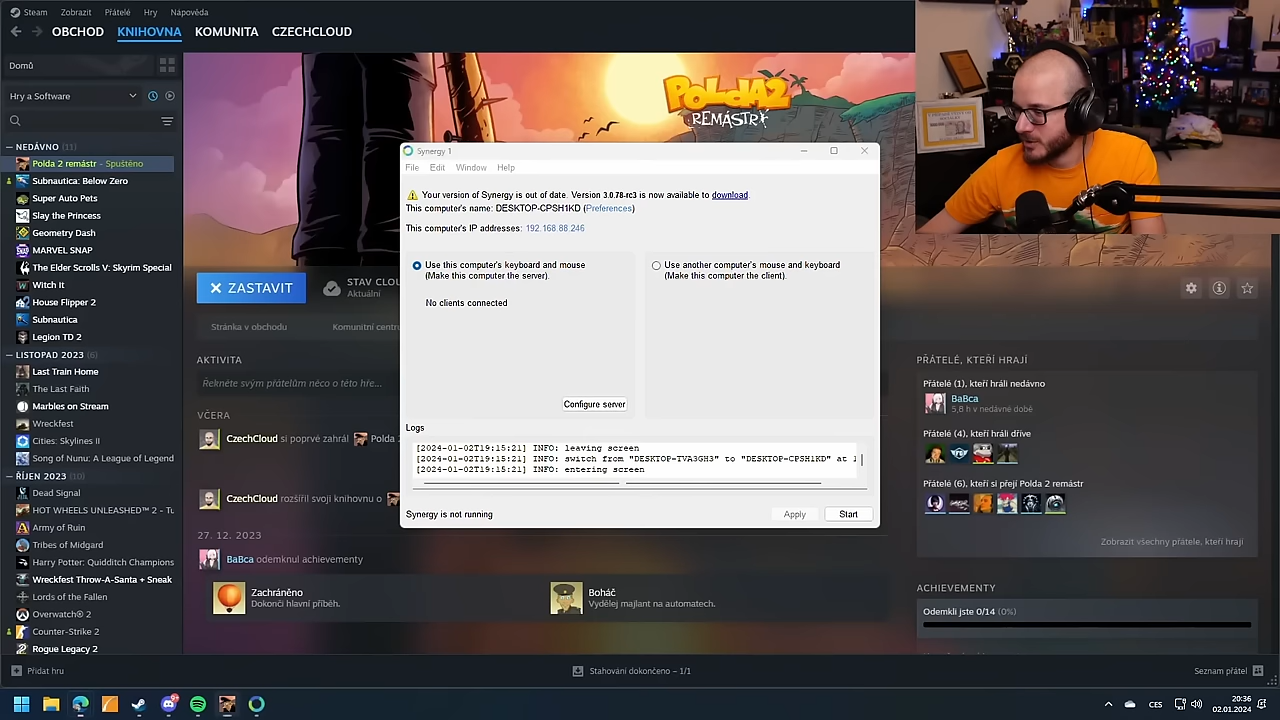 Steam Zobrazit Přátelé Hry Nápověda
OBCHOD KNIHOVNA KOMUNITA CZECHCLOUD
Domů
Hry a Software
NEDÁVNO (11)
Polda 2 remástr - Spuštěno
Subnautica: Below Zero
Super Auto Pets
Slay the Princess
Geometry Dash
MARVEL SNAP
The Elder Scrolls V: Skyrim Special
Witch It
House Flipper 2
Subnautica
Legion TD 2
LISTOPAD 2023 (6)
Last Train Home
The Last Faith
Marbles on Stream
Wreckfest
Cities: Skylines II
Song of Nunu: A League of Legend
ŘÍJEN 2023 (10)
Dead Signal
HOT WHEELS UNLEASHED™ 2 - Tu
Army of Ruin
Tribes of Midgard
Harry Potter: Quidditch Champions
Wreckfest Throw-A-Santa + Sneak
Lords of the Fallen
Overwatch® 2
Counter-Strike 2
Rogue Legacy 2
POLDA 2
REMÁSTR
ZASTAVIT
STAV CLOU
Aktuální
Stránka v obchodu Komunitní centr
AKTIVITA
Řekněte svým přátelům něco o této hře...
VČERA
CzechCloud si poprvé zahrál Polda
CzechCloud rozšířil svoji knihovnu o
27. 12. 2023
BaBca odemknul achievementy
Zachráněno
Dokonči hlavní příběh.
Boháč
Vydělej majlant na automatech.
Synergy 1
File Edit Window Help
Your version of Synergy is out of date. Version 3.0.78-rc3 is now available to download.
This computer's name: DESKTOP-CPSH1KD (Preferences)
This computer's IP addresses: 192.168.88.246
Use this computer's keyboard and mouse
(Make this computer the server).
No clients connected
Configure server
Use another computer's mouse and keyboard
(Make this computer the client).
Logs
[2024-01-02T19:15:21] INFO: leaving screen
[2024-01-02T19:15:21] INFO: switch from "DESKTOP-TVA3GH3" to "DESKTOP-CPSH1KD" at 1
[2024-01-02T19:15:21] INFO: entering screen
Synergy is not running
Apply Start
PŘÁTELÉ, KTEŘÍ HRAJÍ
Přátelé (1), kteří hráli nedávno
BaBca
5,8 h v nedávné době
Přátelé (4), kteří hráli dříve
Přátelé (6), kteří si přejí Polda 2 remástr
Zobrazit všechny přátele, kteří hrají
ACHIEVEMENTY
Odemkli jste 0/14 (0%)
Přidat hru
Stahování dokončeno – 1/1
Seznam přátel
CES
20:36
02.01.2024